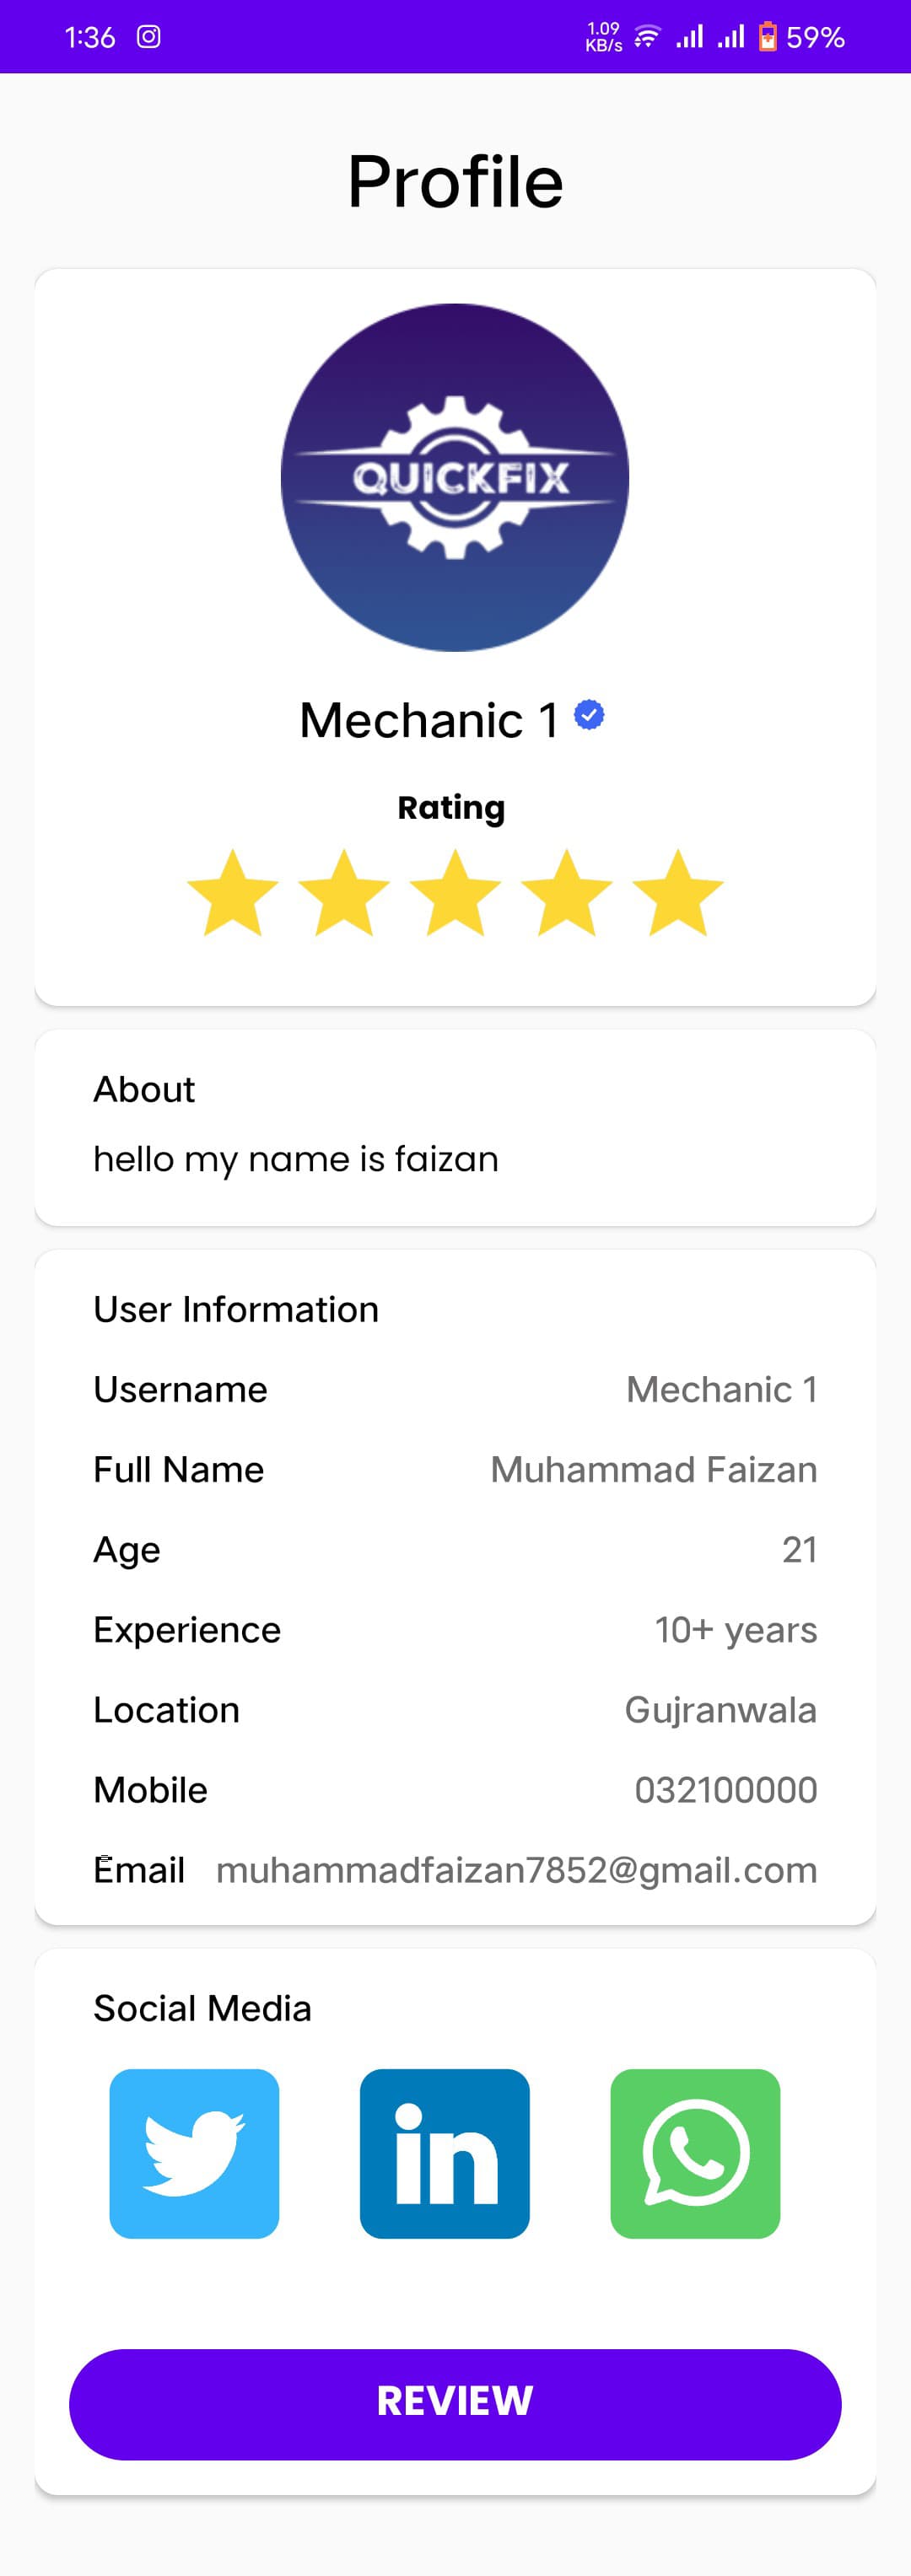 1:36 1.09 KB/s 59%
Profile
QUICKFIX
Mechanic 1
Rating
About
hello my name is faizan
User Information
Username Mechanic 1
Full Name Muhammad Faizan
Age 21
Experience 10+ years
Location Gujranwala
Mobile 032100000
Email muhammadfaizan7852@gmail.com
Social Media
in
REVIEW